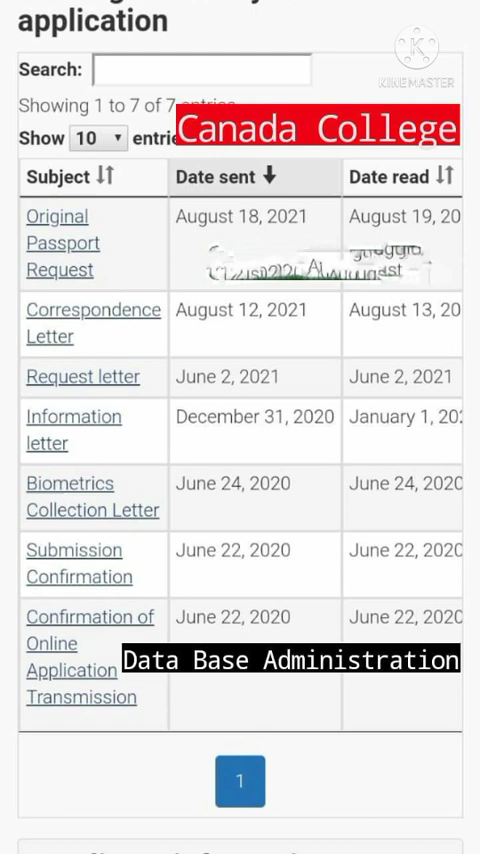 application
Search:
KINEMASTER
Showing 1 to 7 of 7 entries
Show 10 entries
Canada College
Subject Date sent Date read
Original Passport Request August 18, 2021 August 19, 20
Correspondence Letter August 12, 2021 August 13, 20
Request letter June 2, 2021 June 2, 2021
Information letter December 31, 2020 January 1, 202
Biometrics Collection Letter June 24, 2020 June 24, 2020
Submission Confirmation June 22, 2020 June 22, 2020
Confirmation of Online Application Transmission June 22, 2020 June 22, 2020
Data Base Administration
1